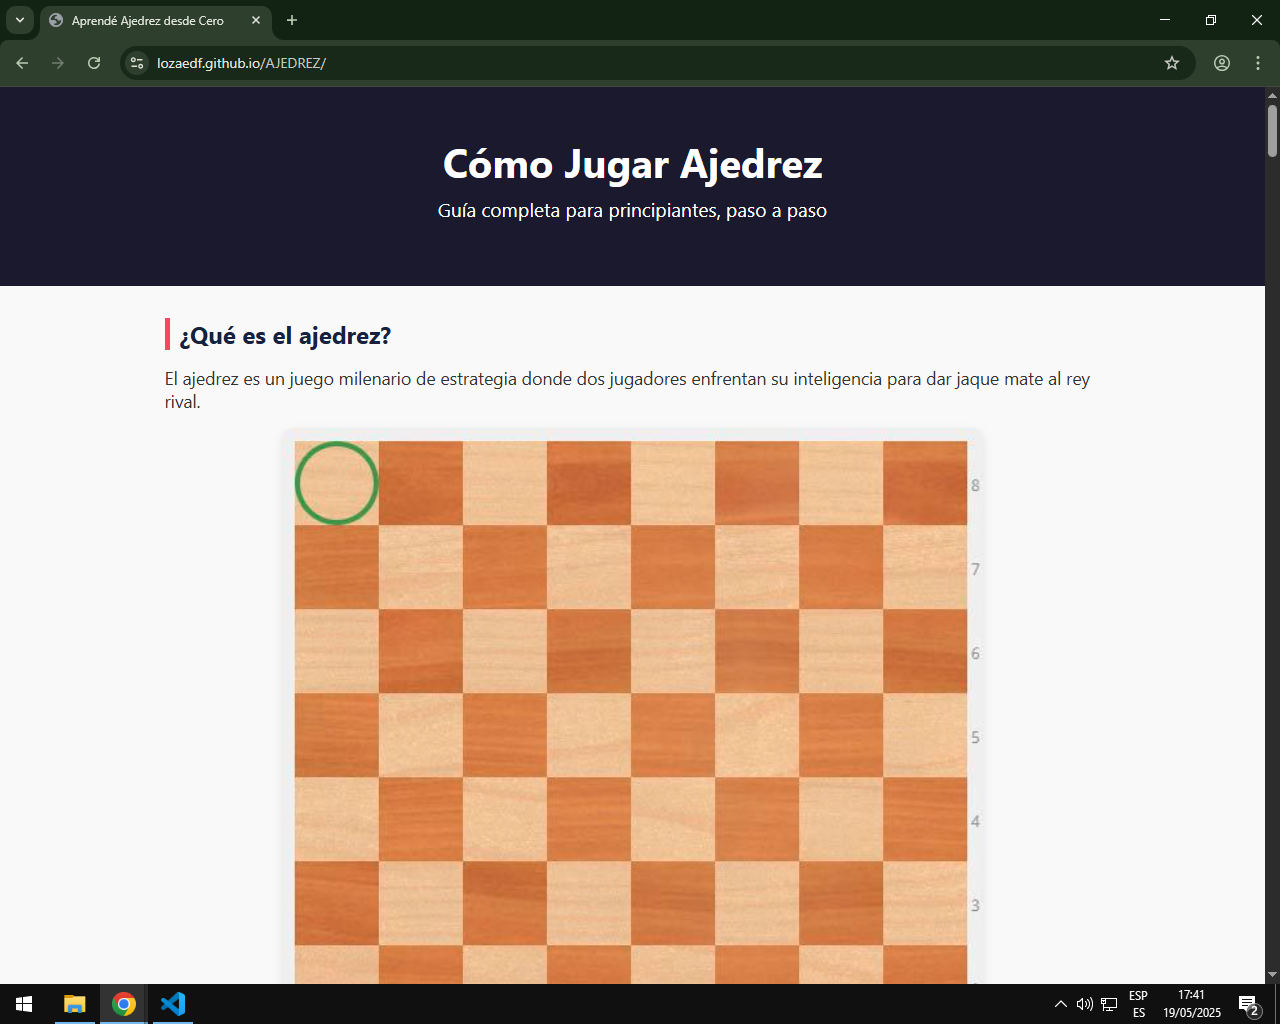 Aprendé Ajedrez desde Cero
lozaedf.github.io/AJEDREZ/
Cómo Jugar Ajedrez
Guía completa para principiantes, paso a paso
¿Qué es el ajedrez?
El ajedrez es un juego milenario de estrategia donde dos jugadores enfrentan su inteligencia para dar jaque mate al rey
rival.
8
7
6
5
4
3
ESP
ES
17:41
19/05/2025
2